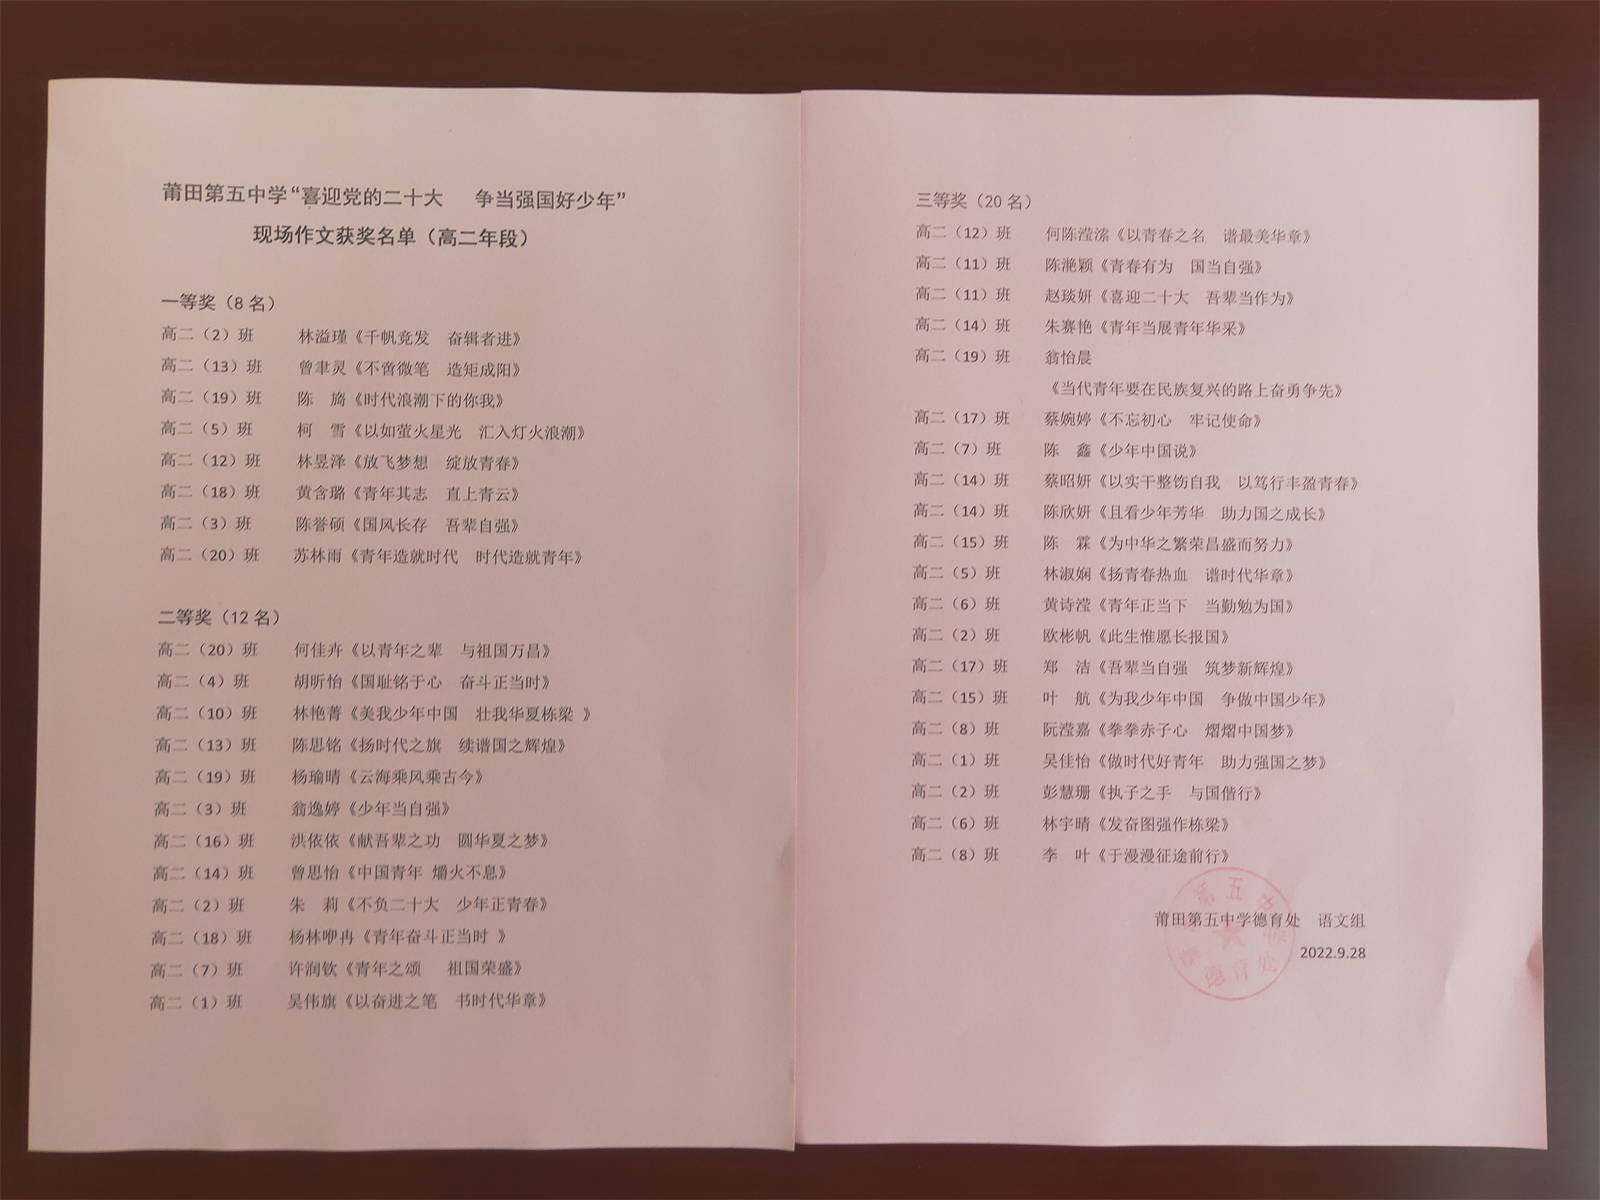 莆田第五中学“喜迎党的二十大 争当强国好少年”
现场作文获奖名单（高二年段）
一等奖（8 名）
高二（2）班 林溢瑾《千帆竞发 奋辑者进》
高二（13）班 曾聿灵《不啻微笔 造矩成阳》
高二（19）班 陈 旖《时代浪潮下的你我》
高二（5）班 柯 雪《以如萤火星光 汇入灯火浪潮》
高二（12）班 林昱泽《放飞梦想 绽放青春》
高二（18）班 黄含璐《青年其志 直上青云》
高二（3）班 陈誉硕《国风长存 吾辈自强》
高二（20）班 苏林雨《青年造就时代 时代造就青年》
二等奖（12 名）
高二（20）班 何佳卉《以青年之辈 与祖国万昌》
高二（4）班 胡昕怡《国耻铭于心 奋斗正当时》
高二（10）班 林艳菁《美我少年中国 壮我华夏栋梁 》
高二（13）班 陈思铭《扬时代之旗 续谱国之辉煌》
高二（19）班 杨瑜晴《云海乘风乘古今》
高二（3）班 翁逸婷《少年当自强》
高二（16）班 洪依依《献吾辈之功 圆华夏之梦》
高二（14）班 曾思怡《中国青年 爝火不息》
高二（2）班 朱 莉《不负二十大 少年正青春》
高二（18）班 杨林咿冉《青年奋斗正当时 》
高二（7）班 许润钦《青年之颂 祖国荣盛》
高二（1）班 吴伟旗《以奋进之笔 书时代华章》
三等奖（20 名）
高二（12）班 何陈滢潆《以青春之名 谱最美华章》
高二（11）班 陈滟颖《青春有为 国当自强》
高二（11）班 赵琰妍《喜迎二十大 吾辈当作为》
高二（14）班 朱赛艳《青年当展青年华采》
高二（19）班 翁怡晨
《当代青年要在民族复兴的路上奋勇争先》
高二（17）班 蔡婉婷《不忘初心 牢记使命》
高二（7）班 陈 鑫《少年中国说》
高二（14）班 蔡昭妍《以实干整饬自我 以笃行丰盈青春》
高二（14）班 陈欣妍《且看少年芳华 助力国之成长》
高二（15）班 陈 霖《为中华之繁荣昌盛而努力》
高二（5）班 林淑娴《扬青春热血 谱时代华章》
高二（6）班 黄诗滢《青年正当下 当勤勉为国》
高二（2）班 欧彬帆《此生惟愿长报国》
高二（17）班 郑 洁《吾辈当自强 筑梦新辉煌》
高二（15）班 叶 航《为我少年中国 争做中国少年》
高二（8）班 阮滢嘉《拳拳赤子心 熠熠中国梦》
高二（1）班 吴佳怡《做时代好青年 助力强国之梦》
高二（2）班 彭慧珊《执子之手 与国偕行》
高二（6）班 林宇晴《发奋图强作栋梁》
高二（8）班 李 叶《于漫漫征途前行》
莆田第五中学德育处 语文组
2022.9.28
第五中
德育处